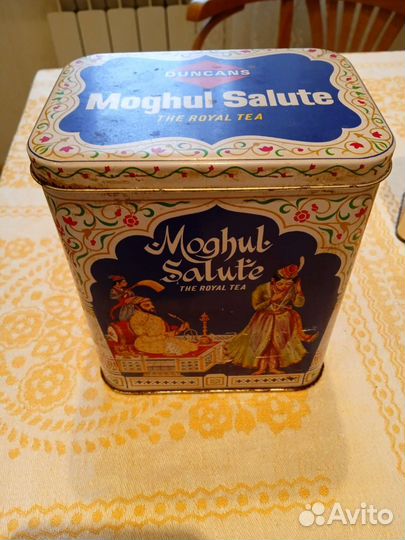 DUNCANS
Moghul Salute
THE ROYAL TEA
Moghul
Salute
THE ROYAL TEA
Avito